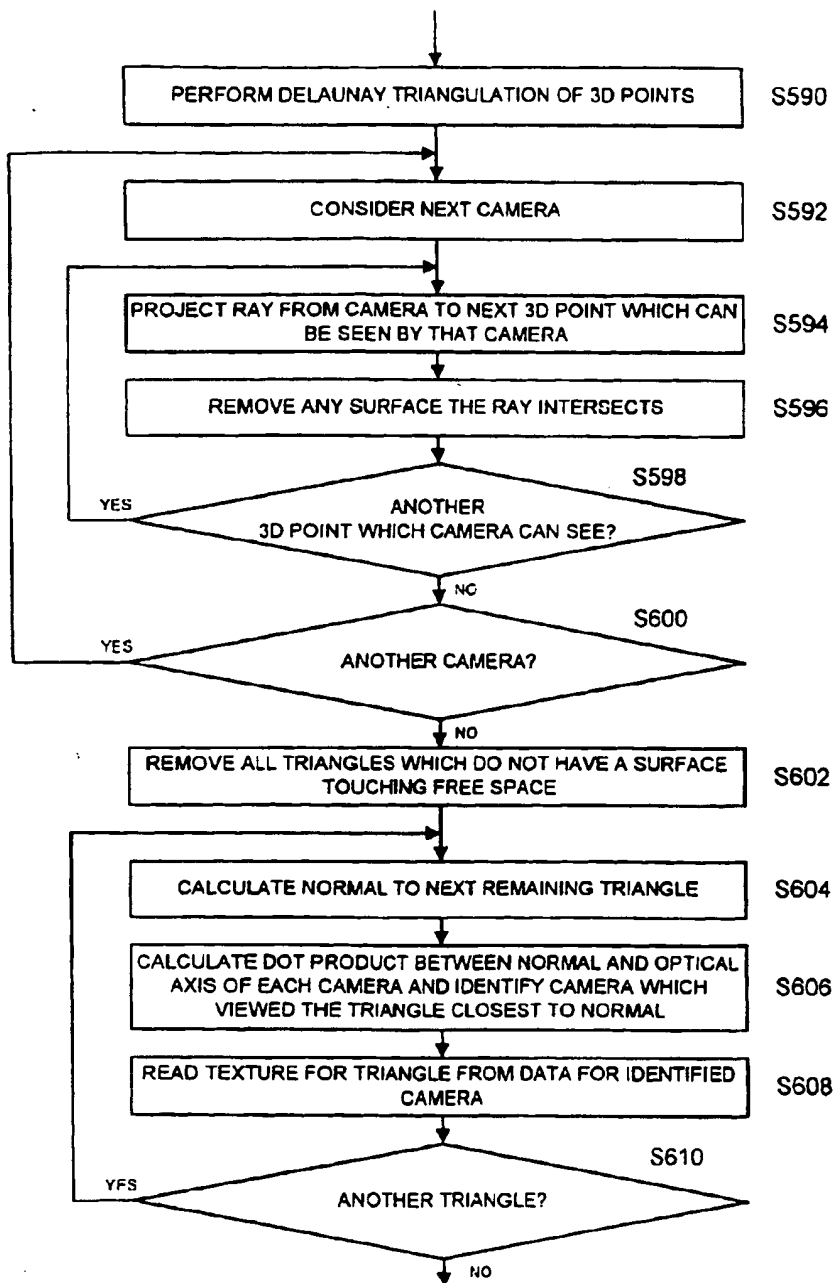 PERFORM DELAUNAY TRIANGULATION OF 3D POINTS
S590
CONSIDER NEXT CAMERA
S592
PROJECT RAY FROM CAMERA TO NEXT 3D POINT WHICH CAN
BE SEEN BY THAT CAMERA
S594
REMOVE ANY SURFACE THE RAY INTERSECTS
S596
S598
YES
ANOTHER
3D POINT WHICH CAMERA CAN SEE?
NO
S600
YES
ANOTHER CAMERA?
NO
REMOVE ALL TRIANGLES WHICH DO NOT HAVE A SURFACE
TOUCHING FREE SPACE
S602
CALCULATE NORMAL TO NEXT REMAINING TRIANGLE
S604
CALCULATE DOT PRODUCT BETWEEN NORMAL AND OPTICAL
AXIS OF EACH CAMERA AND IDENTIFY CAMERA WHICH
VIEWED THE TRIANGLE CLOSEST TO NORMAL
S606
READ TEXTURE FOR TRIANGLE FROM DATA FOR IDENTIFIED
CAMERA
S608
S610
YES
ANOTHER TRIANGLE?
NO